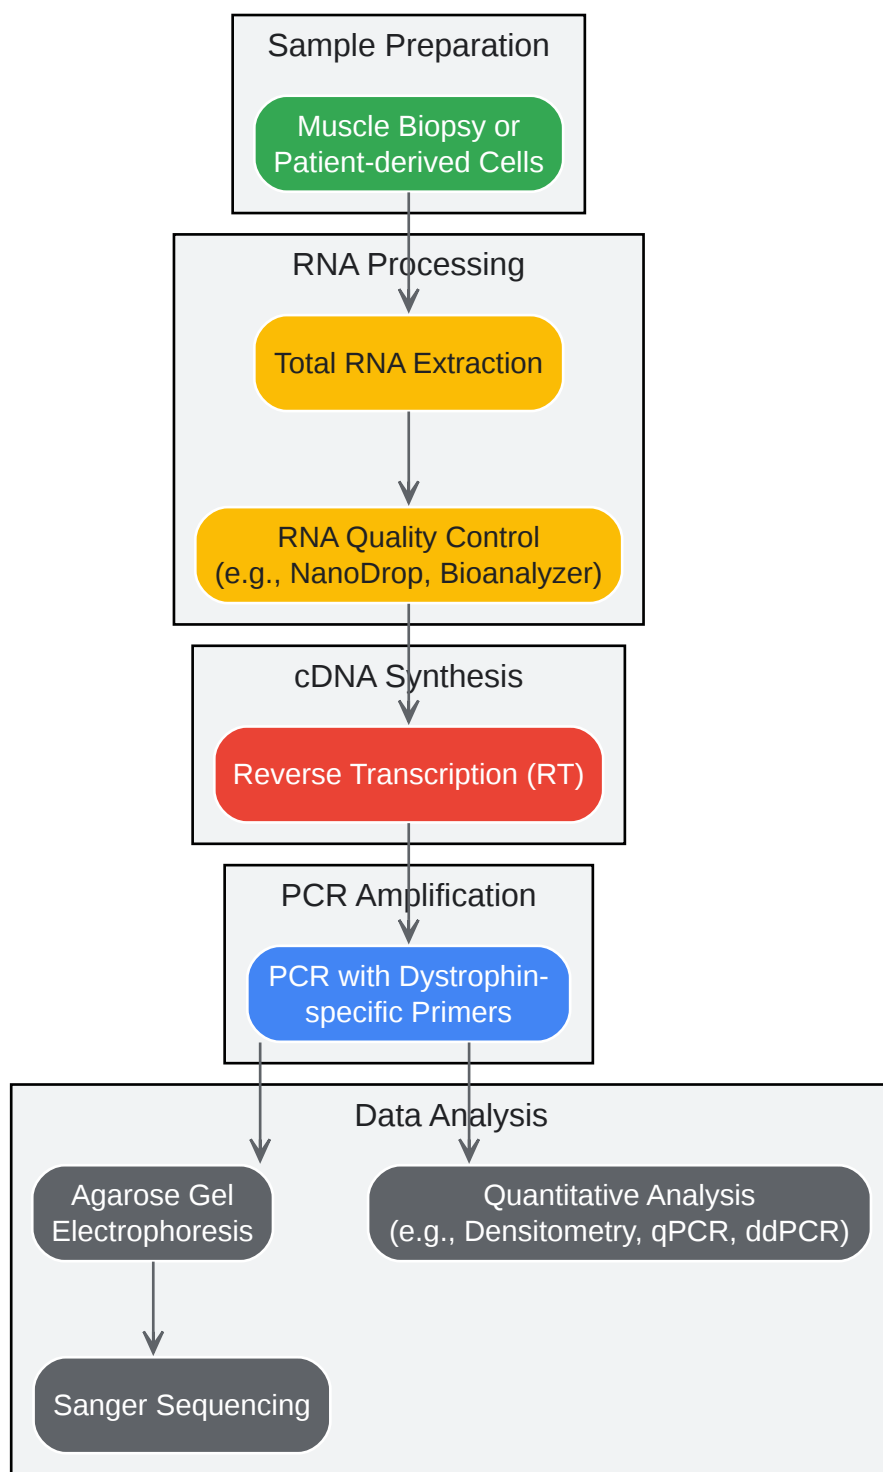 Sample Preparation
Muscle Biopsy or
Patient-derived Cells
RNA Processing
Total RNA Extraction
RNA Quality Control
(e.g., NanoDrop, Bioanalyzer)
cDNA Synthesis
Reverse Transcription (RT)
PCR Amplification
PCR with Dystrophin-
specific Primers
Data Analysis
Agarose Gel
Electrophoresis
Quantitative Analysis
(e.g., Densitometry, qPCR, ddPCR)
Sanger Sequencing